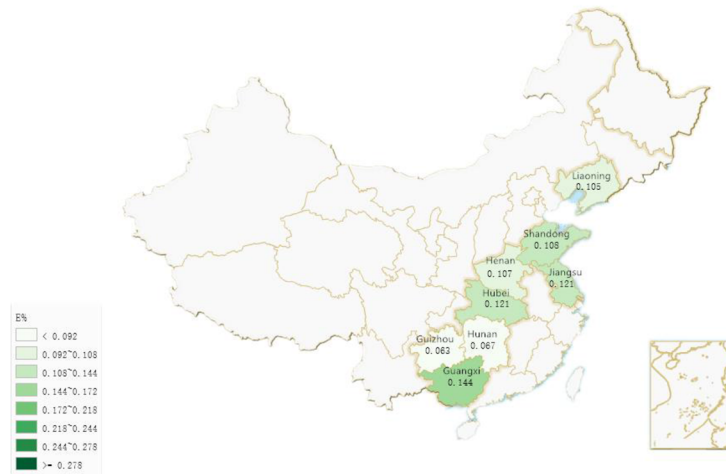 Liaoning
0.105
Shandong
0.108
Henan
0.107
Jiangsu
0.121
Hubei
0.121
Guizhou
0.063
Hunan
0.067
Guangxi
0.144
E%
< 0.092
0.092~0.108
0.108~0.144
0.144~0.172
0.172~0.218
0.218~0.244
0.244~0.278
>= 0.278